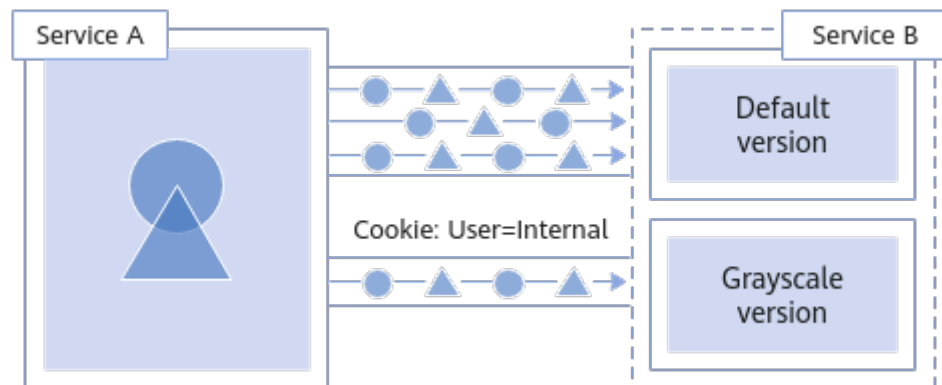 Service A
Service B
Default
version
Cookie: User=Internal
Grayscale
version